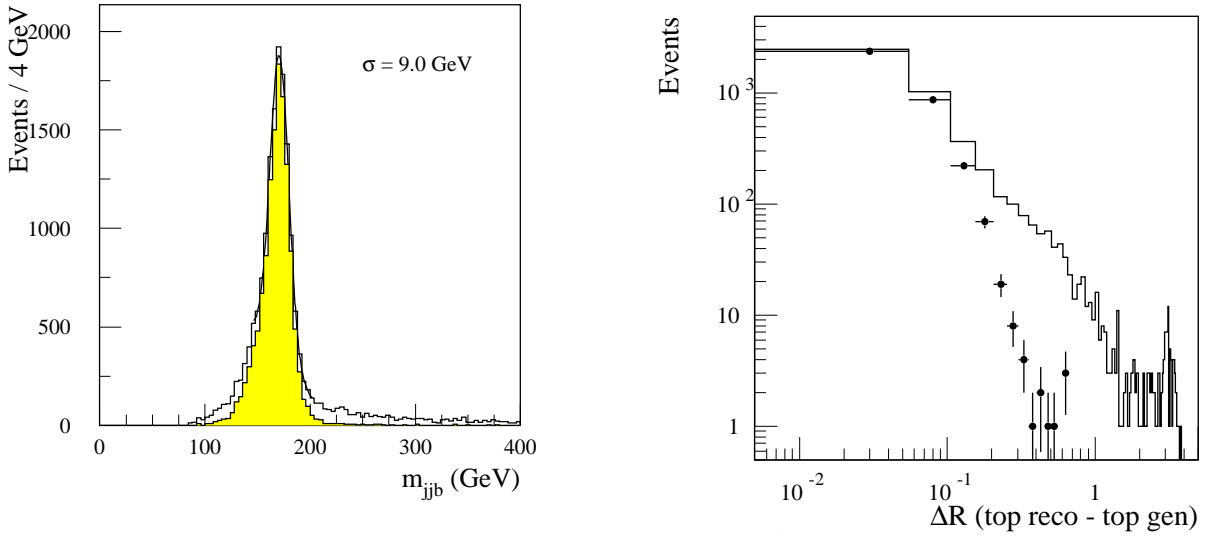 Events / 4 GeV
2000
1500
1000
500
0
σ = 9.0 GeV
0 100 200 300 400
m_jjb (GeV)
Events
10^3
10^2
10
1
10^-2 10^-1 1
ΔR (top reco - top gen)